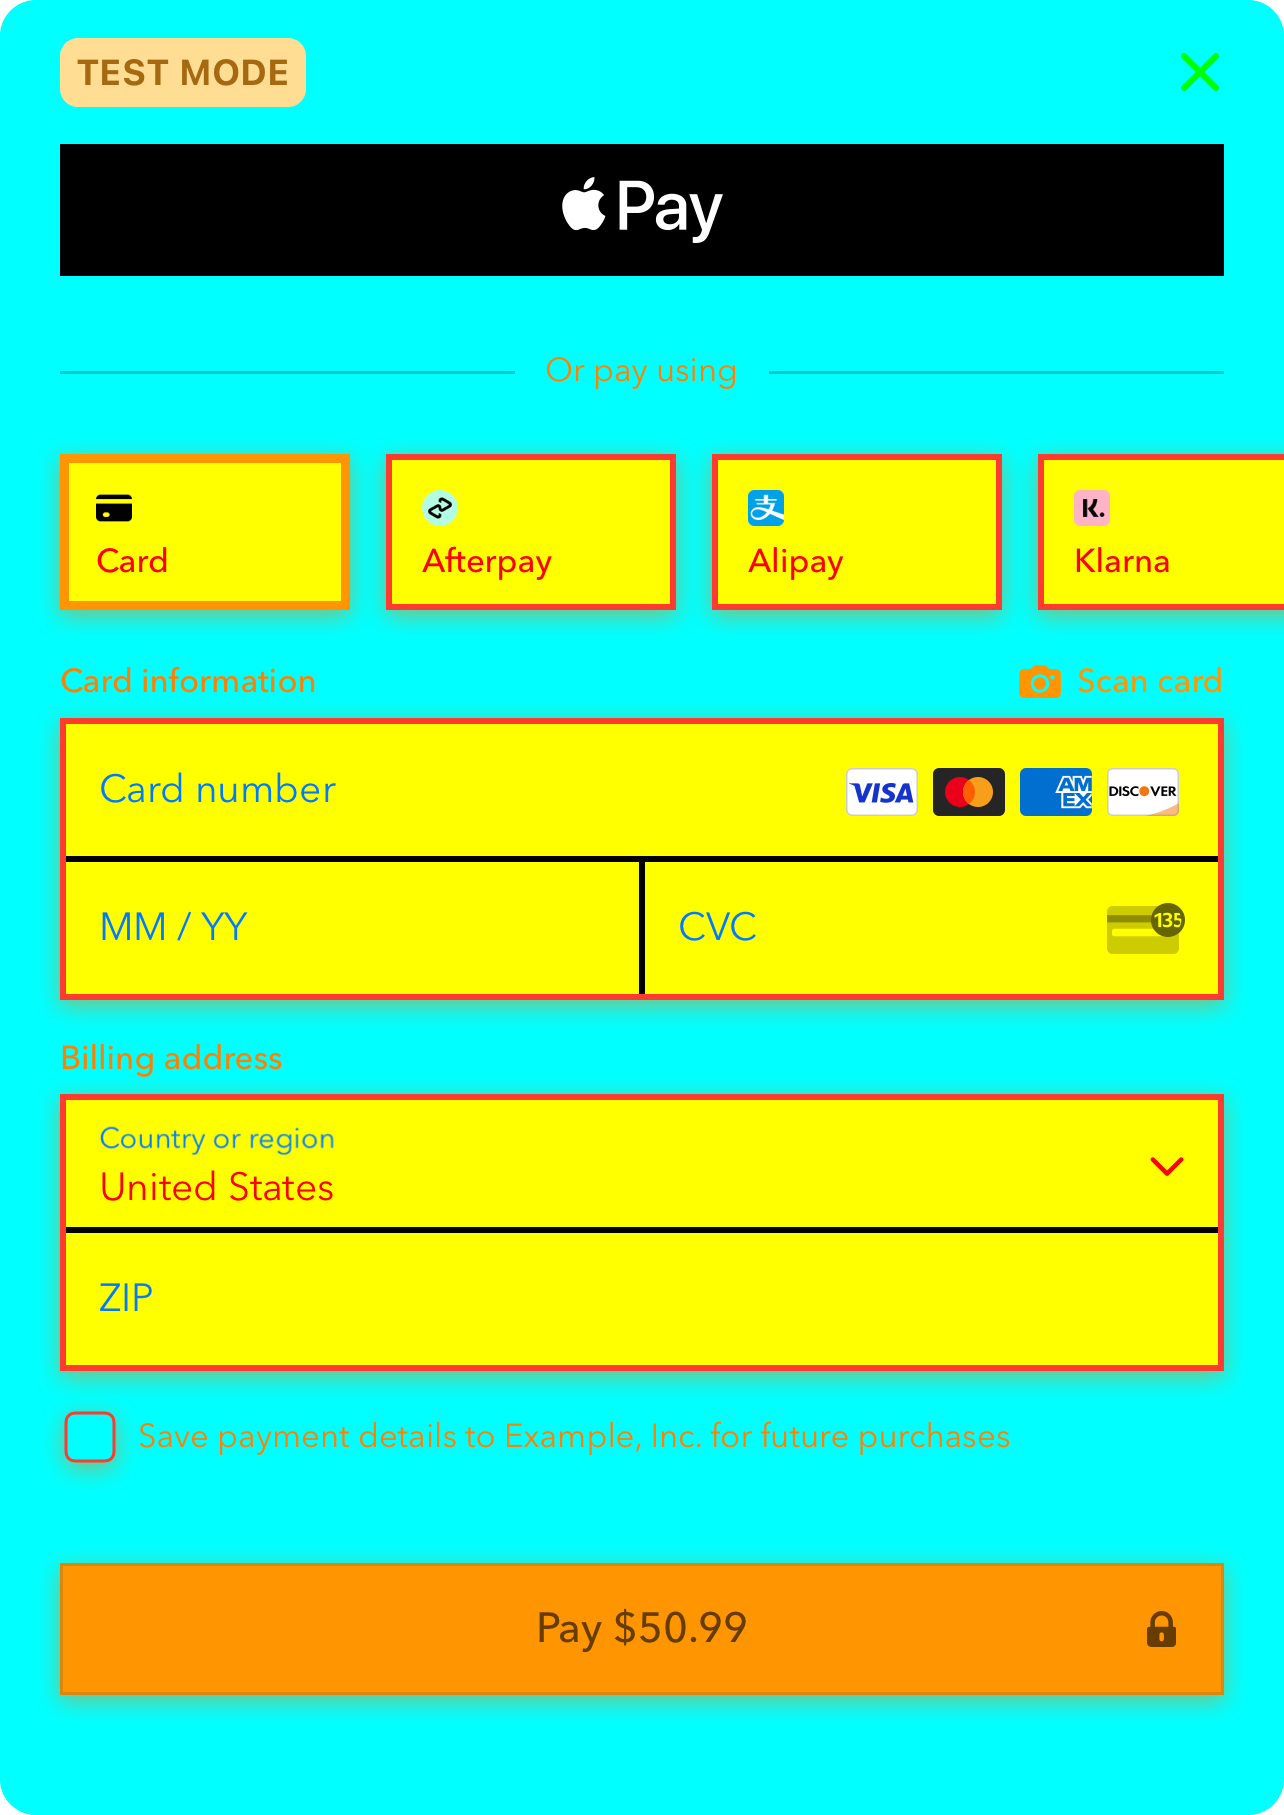 TEST MODE
Pay
Or pay using
Card
Afterpay
Alipay
Klarna
Card information
Scan card
Card number
VISA
AM
EX
DISCOVER
MM / YY
CVC
135
Billing address
Country or region
United States
ZIP
Save payment details to Example, Inc. for future purchases
Pay $50.99